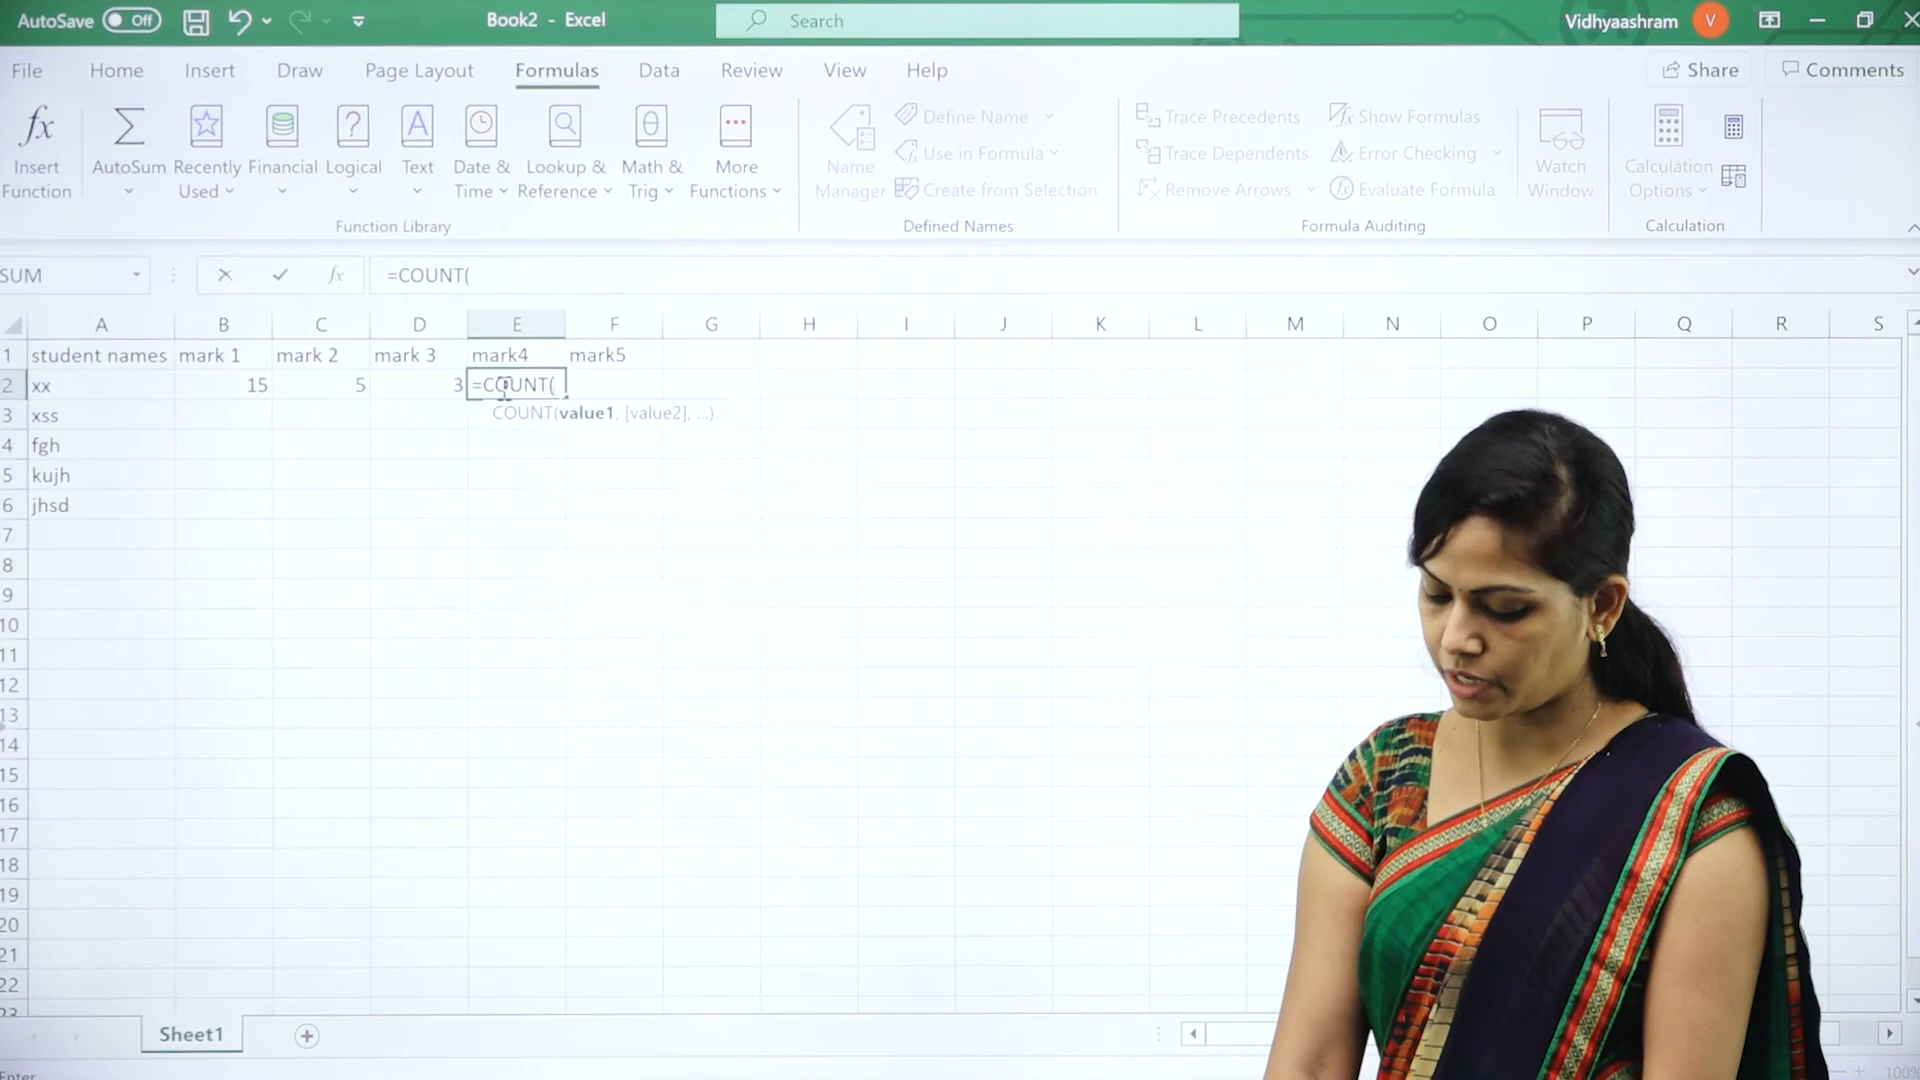 AutoSave Off Book2 - Excel Search Vidhyaashram V
File Home Insert Draw Page Layout Formulas Data Review View Help Share Comments
fx Insert Function
AutoSum
Recently Used
Financial
Logical
Text
Date & Time
Lookup & Reference
Math & Trig
More Functions
Function Library
Name Manager
Define Name
Use in Formula
Create from Selection
Defined Names
Trace Precedents
Trace Dependents
Remove Arrows
Show Formulas
Error Checking
Evaluate Formula
Formula Auditing
Watch Window
Calculation Options
Calculation
SUM fx =COUNT(
A B C D E F G H I J K L M N O P Q R S
1 student names mark 1 mark 2 mark 3 mark4 mark5
2 xx 15 5 3 =COUNT(
COUNT(value1, [value2], ...)
3 xss
4 fgh
5 kujh
6 jhsd
7
8
9
10
11
12
13
14
15
16
17
18
19
20
21
22
23
Sheet1
Enter 100%